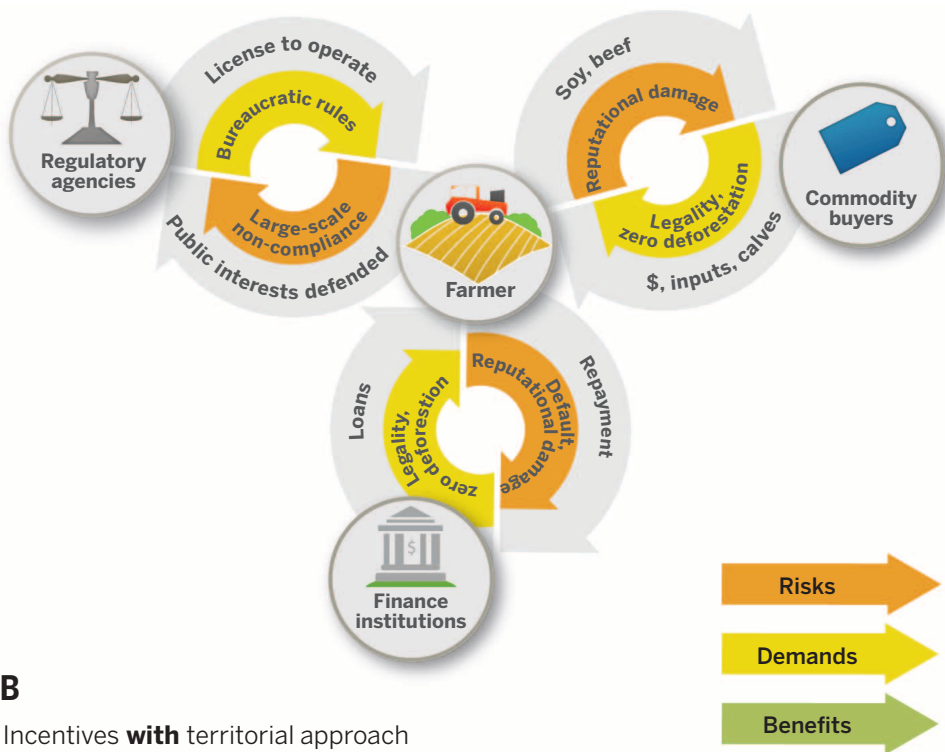 License to operate
Bureaucratic rules
Regulatory
agencies
Large-scale
non-compliance
Public interests defended
Soy, beef
Reputational damage
Commodity
buyers
Legality,
zero deforestation
$, inputs, calves
Farmer
Loans
Legality,
zero deforestion
Reputational damage
Default,
Repayment
$
Finance
institutions
Risks
Demands
Benefits
B
Incentives with territorial approach